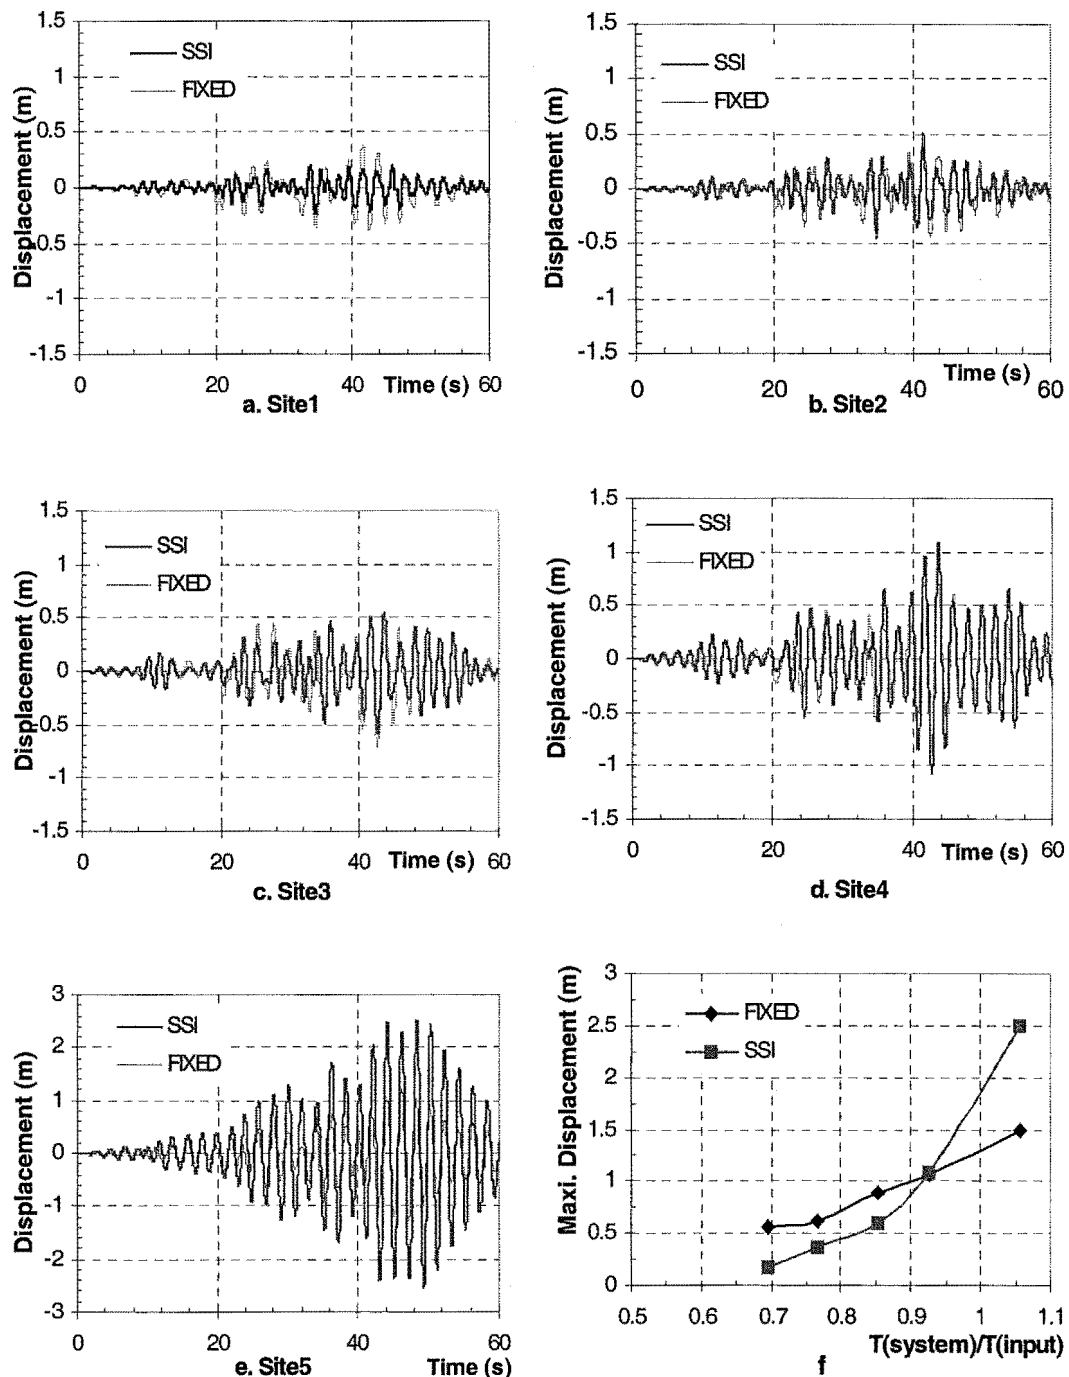 1.5
1
0.5
0
-0.5
-1
-1.5
Displacement (m)
SSI
FIXED
0 20 40 Time (s) 60
a. Site1
1.5
1
0.5
0
-0.5
-1
-1.5
Displacement (m)
SSI
FIXED
0 20 40 Time (s) 60
b. Site2
1.5
1
0.5
0
-0.5
-1
-1.5
Displacement (m)
SSI
FIXED
0 20 40 Time (s) 60
c. Site3
1.5
1
0.5
0
-0.5
-1
-1.5
Displacement (m)
SSI
FIXED
0 20 40 Time (s) 60
d. Site4
3
2
1
0
-1
-2
-3
Displacement (m)
SSI
FIXED
0 20 40 60
e. Site5 Time (s)
3
2.5
2
1.5
1
0.5
0
Maxi. Displacement (m)
FIXED
SSI
0.5 0.6 0.7 0.8 0.9 1 1.1
T(system)/T(input)
f